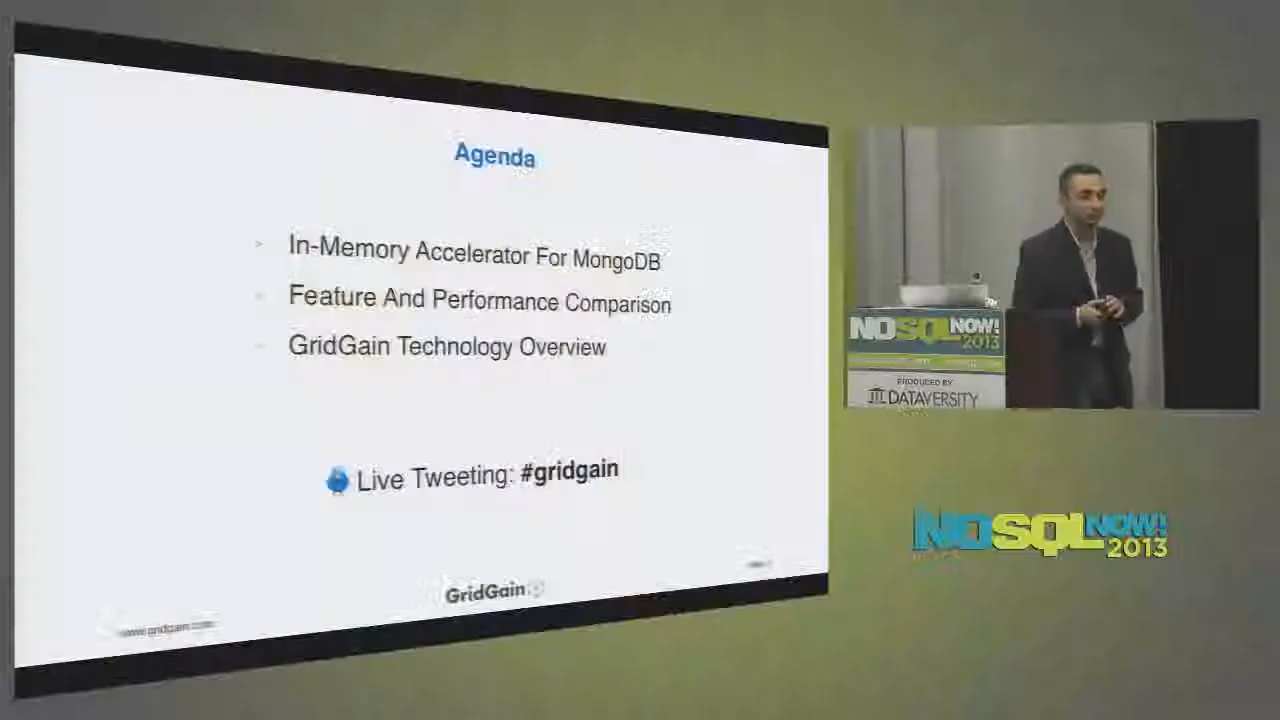 Agenda
In-Memory Accelerator For MongoDB
Feature And Performance Comparison
GridGain Technology Overview
Live Tweeting: #gridgain
GridGain
www.gridgain.com
NOSQL NOW!
2013
PRODUCED BY
DATAVERSITY
NOSQL NOW!
2013